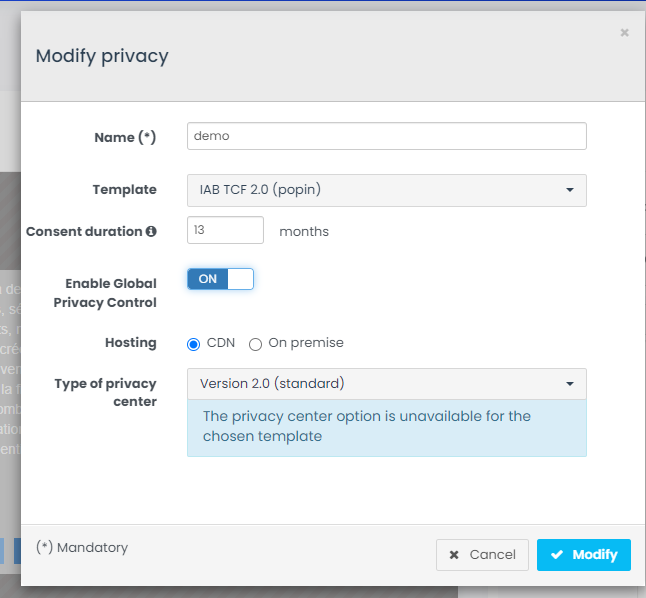 ×
Modify privacy
Name (*) demo
Template IAB TCF 2.0 (popin)
Consent duration 13 months
Enable Global
Privacy Control
ON
Hosting CDN On premise
Type of privacy
center
Version 2.0 (standard)
The privacy center option is unavailable for the
chosen template
(*) Mandatory
Cancel Modify